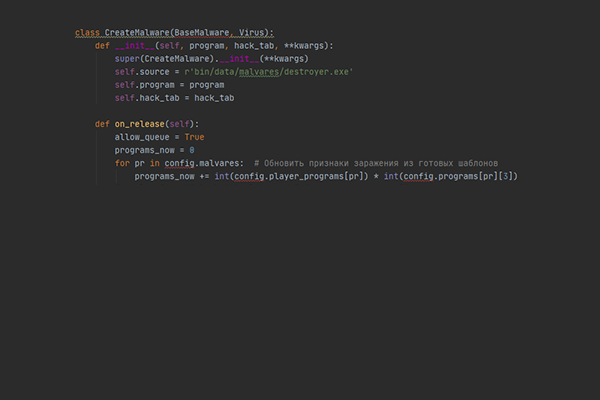 class CreateMalware(BaseMalware, Virus):
    def __init__(self, program, hack_tab, **kwargs):
        super(CreateMalware).__init__(**kwargs)
        self.source = r'bin/data/malvares/destroyer.exe'
        self.program = program
        self.hack_tab = hack_tab
    def on_release(self):
        allow_queue = True
        programs_now = 0
        for pr in config.malvares:  # Обновить признаки заражения из готовых шаблонов
            programs_now += int(config.player_programs[pr]) * int(config.programs[pr][3])